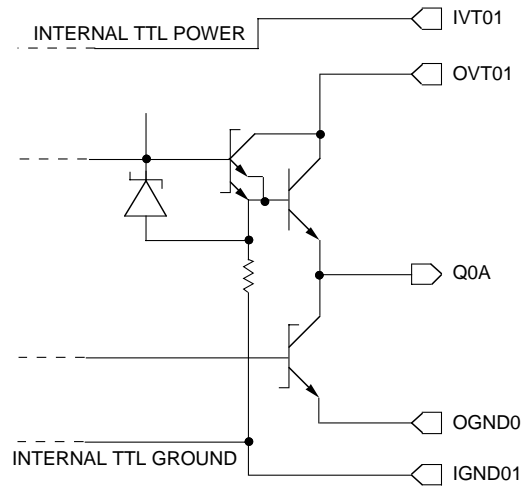 IVT01
INTERNAL TTL POWER
OVT01
Q0A
OGND0
INTERNAL TTL GROUND
IGND01